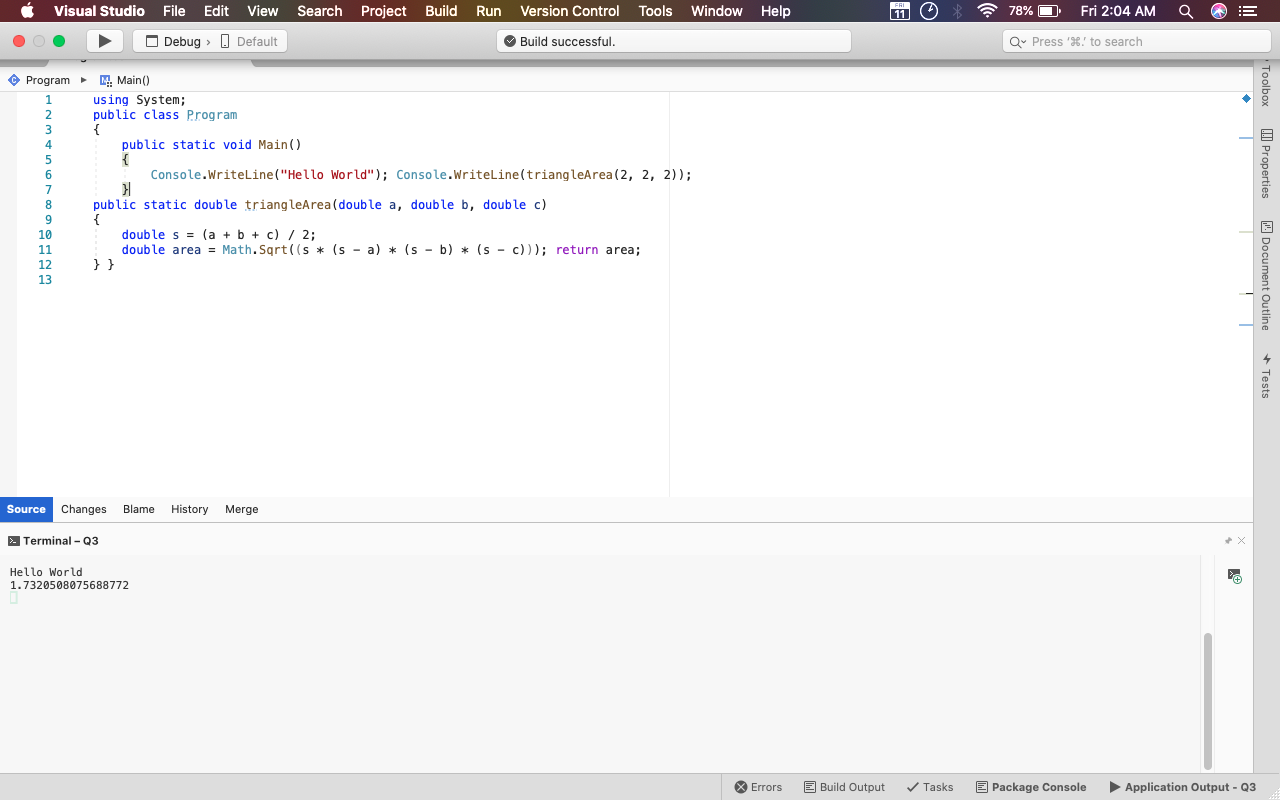 Visual Studio File Edit View Search Project Build Run Version Control Tools Window Help FRI 11 78% Fri 2:04 AM
Debug › Default Build successful. Press ‘⌘.’ to search
Program ▸ Main()
1 using System;
2 public class Program
3 {
4 public static void Main()
5 {
6 Console.WriteLine("Hello World"); Console.WriteLine(triangleArea(2, 2, 2));
7 }
8 public static double triangleArea(double a, double b, double c)
9 {
10 double s = (a + b + c) / 2;
11 double area = Math.Sqrt((s * (s - a) * (s - b) * (s - c))); return area;
12 } }
13
Toolbox
Properties
Document Outline
Tests
Source Changes Blame History Merge
Terminal – Q3
Hello World
1.7320508075688772
Errors Build Output Tasks Package Console Application Output - Q3